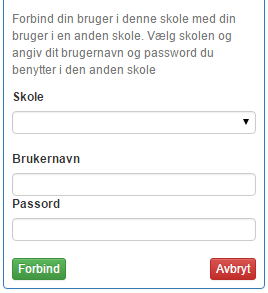 Forbind din bruger i denne skole med din
bruger i en anden skole. Vælg skolen og
angiv dit brugernavn og password du
benytter i den anden skole
Skole
Brukernavn
Passord
Forbind
Avbryt